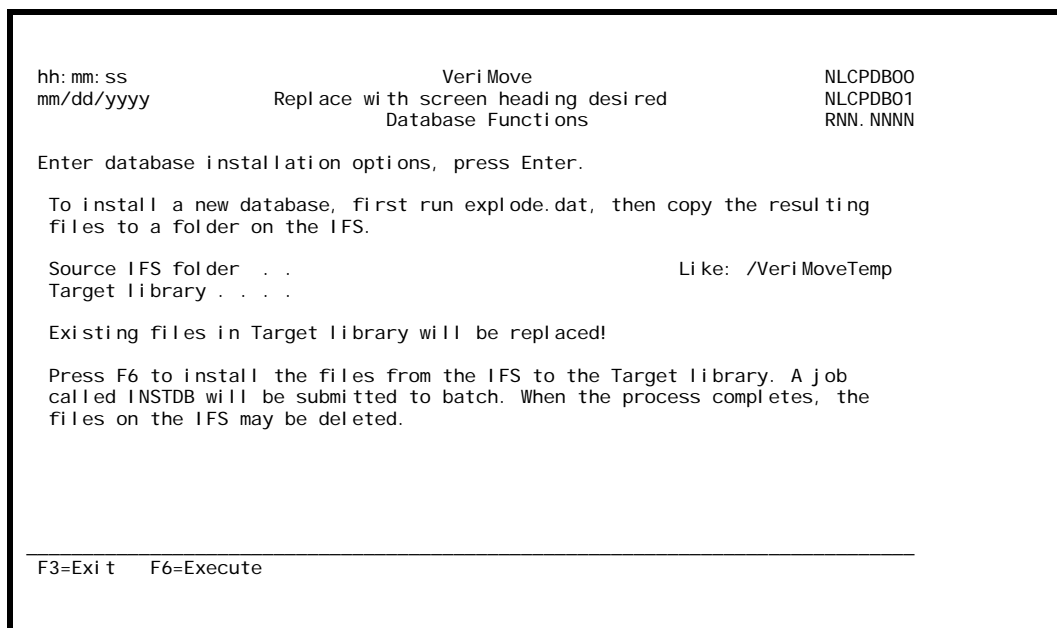 hh:mm:ss VeriMove NLCPDBOO
mm/dd/yyyy Replace with screen heading desired NLCPDBO1
Database Functions RNN.NNNN
Enter database installation options, press Enter.
To install a new database, first run explode.dat, then copy the resulting
files to a folder on the IFS.
Source IFS folder . . Like: /VeriMoveTemp
Target library . . . .
Existing files in Target library will be replaced!
Press F6 to install the files from the IFS to the Target library. A job
called INSTDB will be submitted to batch. When the process completes, the
files on the IFS may be deleted.
F3=Exit F6=Execute